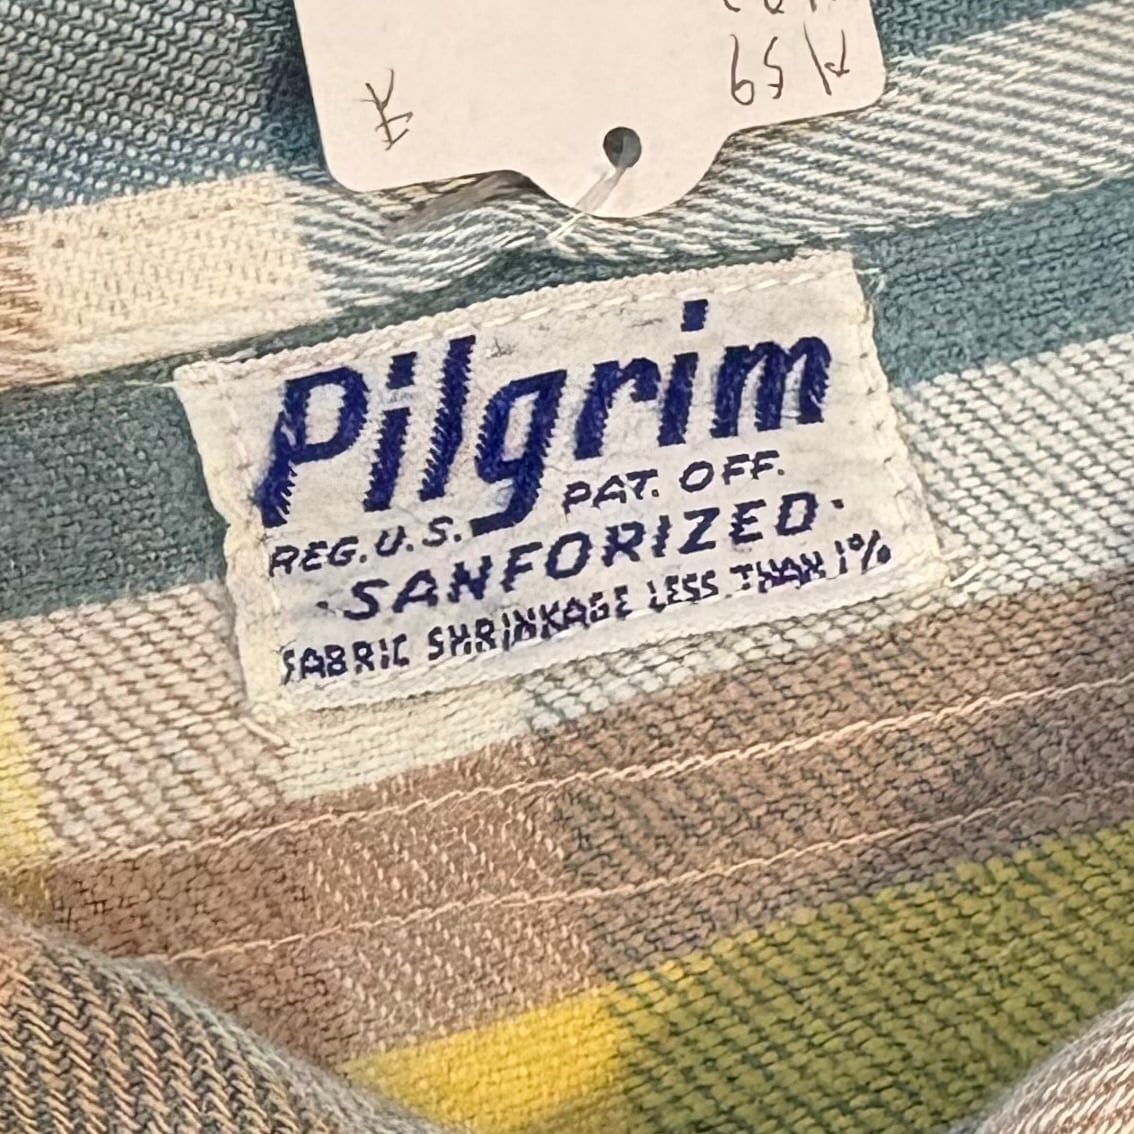 Pilgrim
REG. U.S. PAT. OFF.
·SANFORIZED·
FABRIC SHRINKAGE LESS THAN 1%